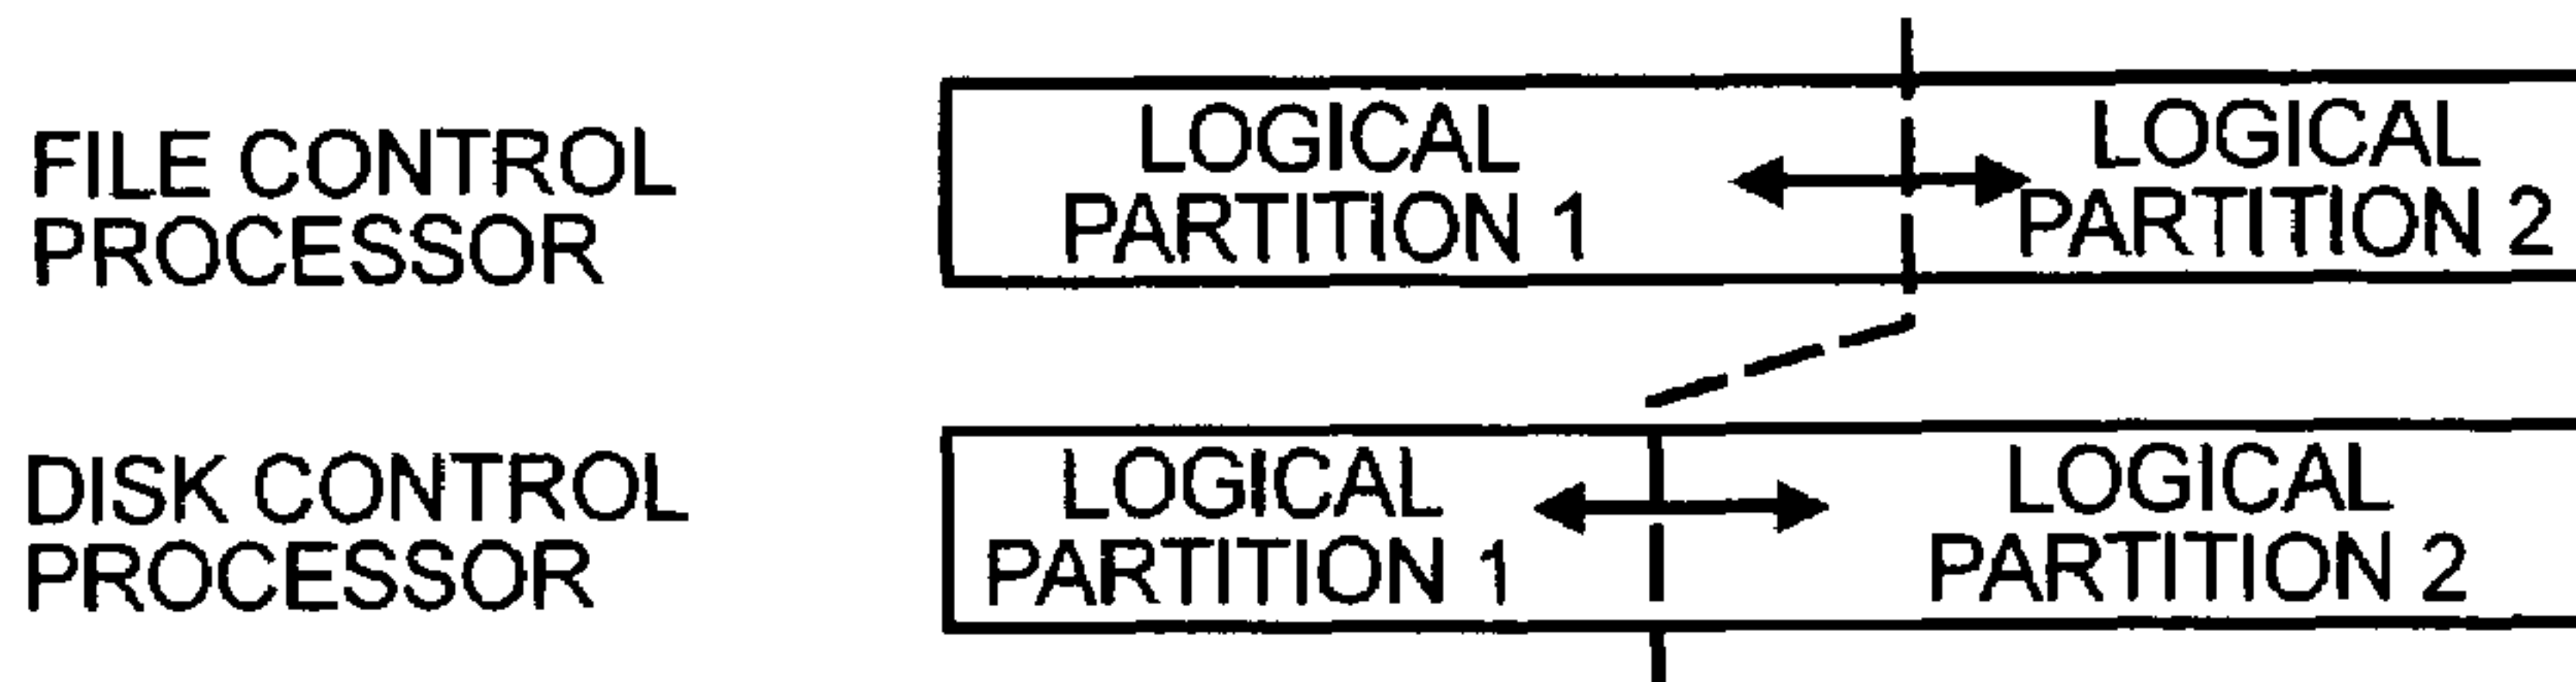 FILE CONTROL
PROCESSOR
LOGICAL
PARTITION 1
LOGICAL
PARTITION 2
DISK CONTROL
PROCESSOR
LOGICAL
PARTITION 1
LOGICAL
PARTITION 2